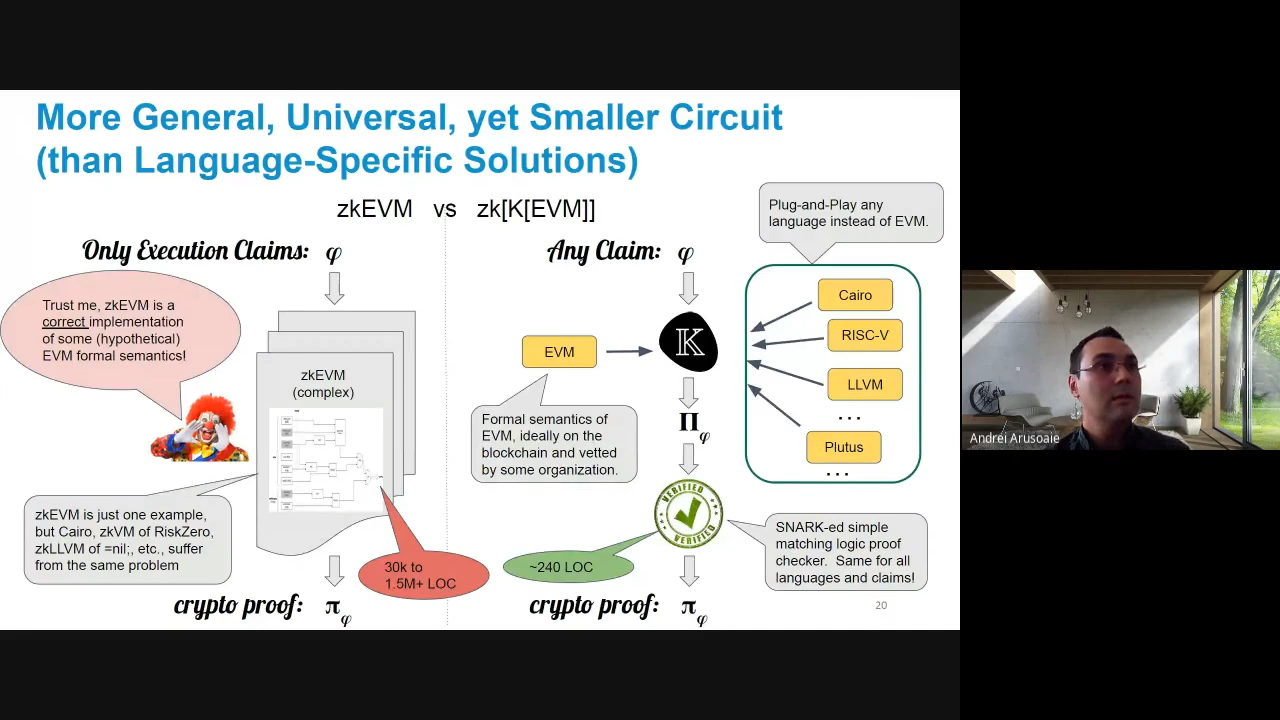 More General, Universal, yet Smaller Circuit
(than Language-Specific Solutions)
zkEVM vs zk[K[EVM]]
Only Execution Claims: φ
Trust me, zkEVM is a
correct implementation
of some (hypothetical)
EVM formal semantics!
zkEVM
(complex)
zkEVM is just one example,
but Cairo, zkVM of RiskZero,
zkLLVM of =nil;, etc., suffer
from the same problem
30k to
1.5M+ LOC
crypto proof: π φ
Any Claim: φ
EVM
𝕂
Formal semantics of
EVM, ideally on the
blockchain and vetted
by some organization.
Π φ
VERIFIED
VERIFIED
~240 LOC
crypto proof: π φ
Plug-and-Play any
language instead of EVM.
Cairo
RISC-V
LLVM
...
Plutus
...
SNARK-ed simple
matching logic proof
checker. Same for all
languages and claims!
20
Andrei Arusoaie